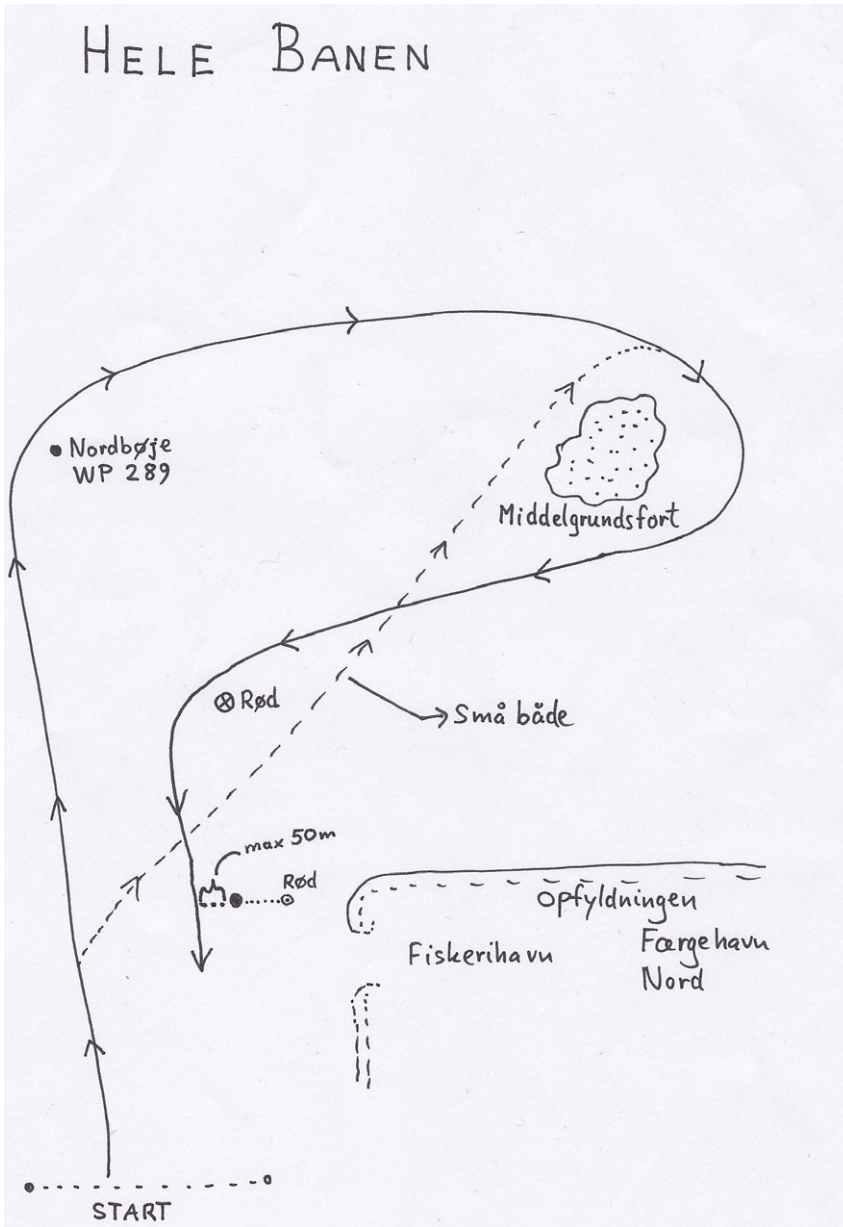 HELE BANEN
Nordbøje
WP 289
Middelgrundsfort
Rød
Små både
max 50m
Rød
Opfyldningen
Færgehavn
Nord
Fiskerihavn
START